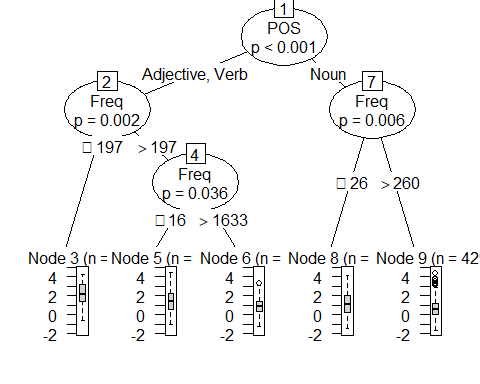 1
POS
p < 0.001
Adjective, Verb
Noun
2
Freq
p = 0.002
7
Freq
p = 0.006
197
> 197
4
Freq
p = 0.036
26
> 260
16
> 1633
Node 3 (n =
Node 5 (n =
Node 6 (n =
Node 8 (n =
Node 9 (n = 42
4 4 4 4 4
2 2 2 2 2
0 0 0 0 0
-2 -2 -2 -2 -2